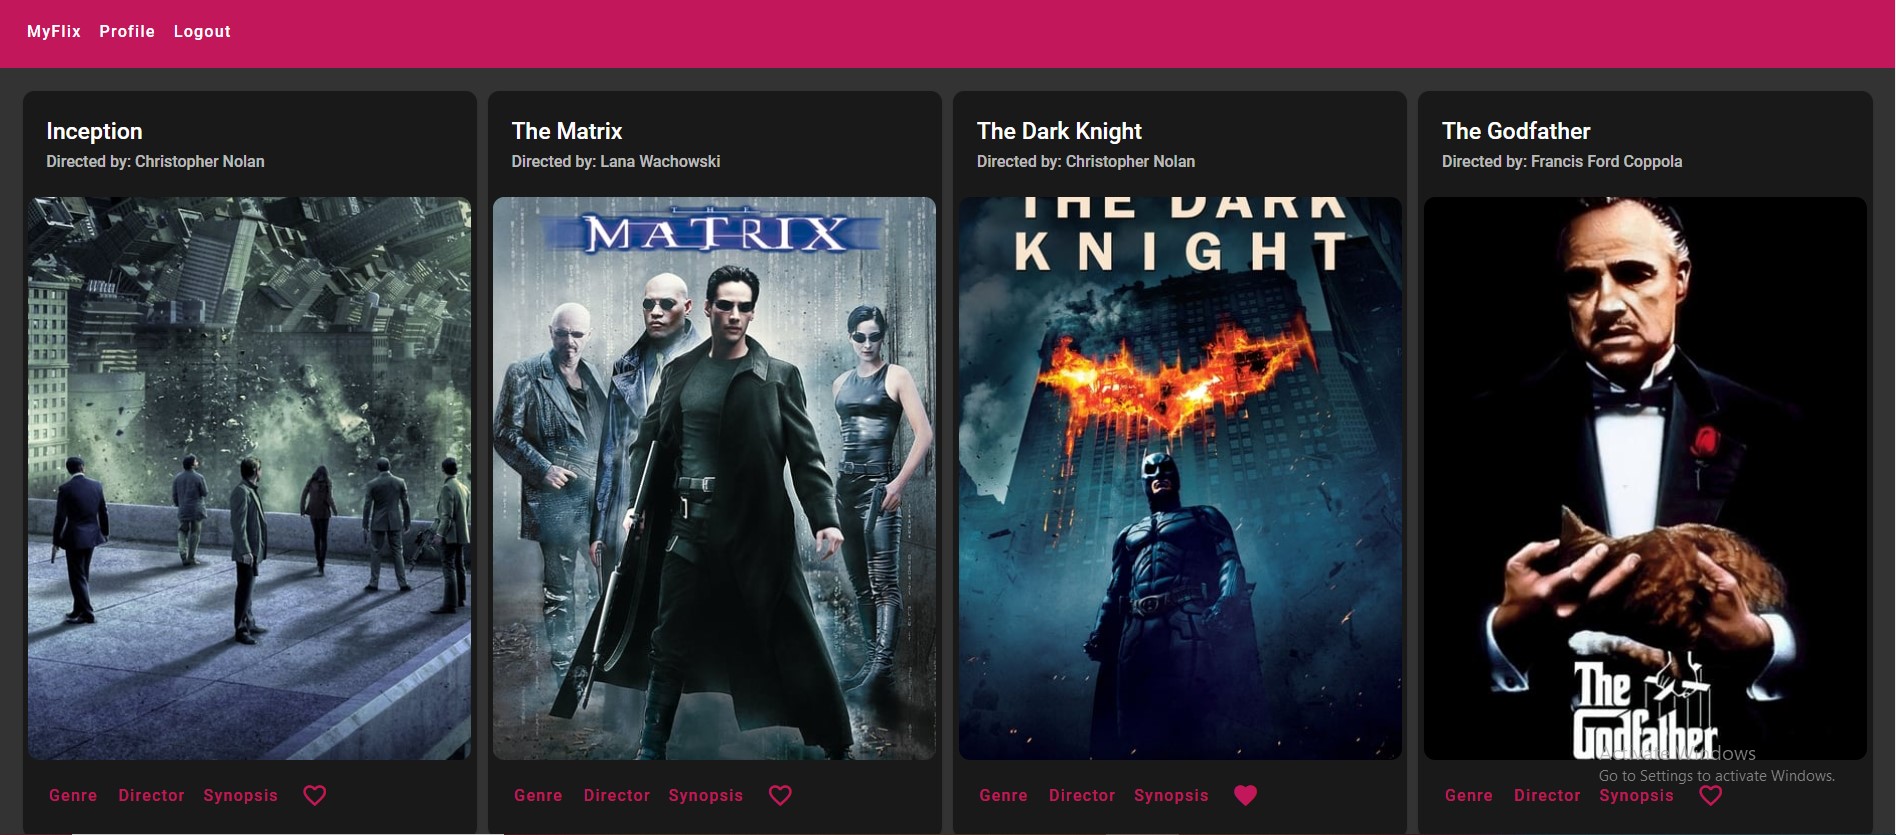 MyFlix Profile Logout
Inception
Directed by: Christopher Nolan
Genre Director Synopsis
The Matrix
Directed by: Lana Wachowski
THE
MATRIX
Genre Director Synopsis
The Dark Knight
Directed by: Christopher Nolan
THE DARK
KNIGHT
Genre Director Synopsis
The Godfather
Directed by: Francis Ford Coppola
The
Godfather
Activate Windows
Go to Settings to activate Windows.
Genre Director Synopsis